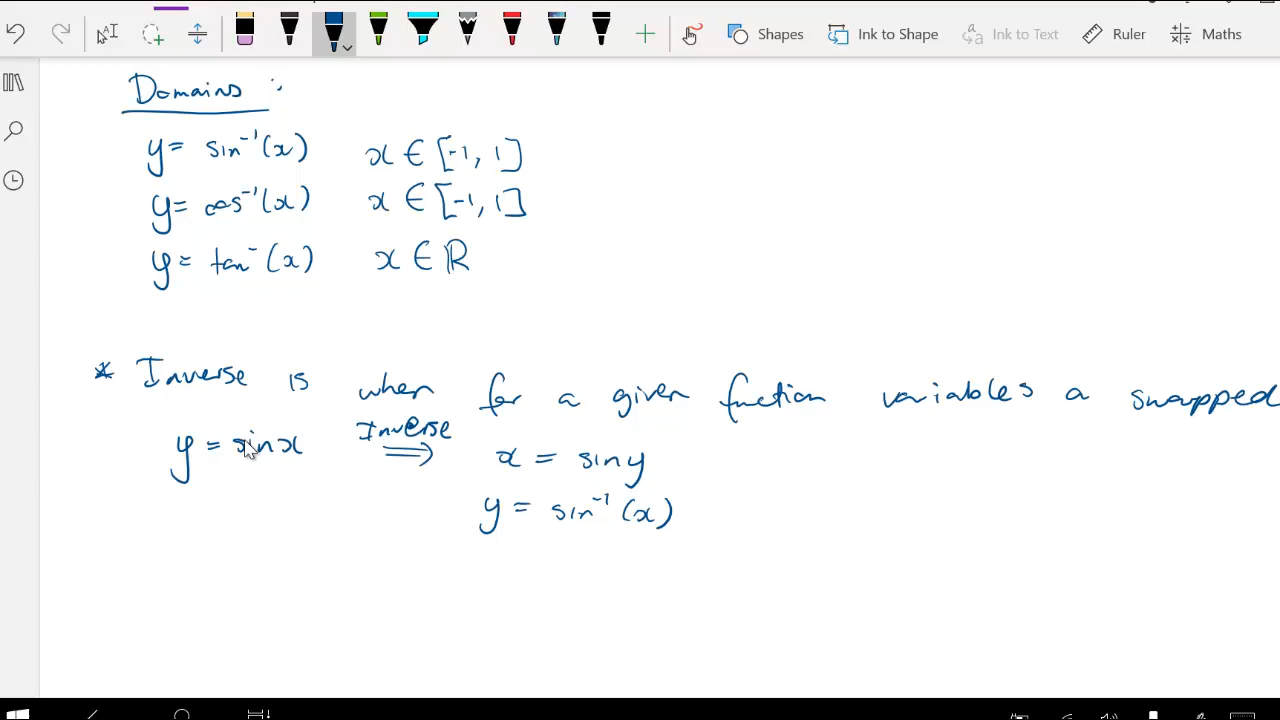 Shapes Ink to Shape Ink to Text Ruler Maths
Domains :
y = sin⁻¹(x) x ∈ [-1, 1]
y = cos⁻¹(x) x ∈ [-1, 1]
y = tan⁻(x) x ∈ ℝ
* Inverse is when for a given function variables a swapped
y = sinx Inverse ⇒ x = siny
y = sin⁻¹(x)